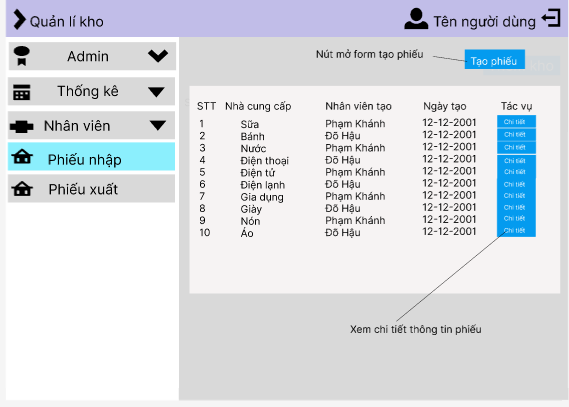 Quản lí kho
Tên người dùng
Admin
Thống kê
Nhân viên
Phiếu nhập
Phiếu xuất
Nút mở form tạo phiếu
Tạo phiếu
STT Nhà cung cấp Nhân viên tạo Ngày tạo Tác vụ
1 Sữa Phạm Khánh 12-12-2001 Chi tiết
2 Bánh Đõ Hậu 12-12-2001 Chi tiết
3 Nước Phạm Khánh 12-12-2001 Chi tiết
4 Điện thoại Đõ Hậu 12-12-2001 Chi tiết
5 Điện tử Phạm Khánh 12-12-2001 Chi tiết
6 Điện lạnh Đõ Hậu 12-12-2001 Chi tiết
7 Gia dụng Phạm Khánh 12-12-2001 Chi tiết
8 Giày Đõ Hậu 12-12-2001 Chi tiết
9 Nón Phạm Khánh 12-12-2001 Chi tiết
10 Áo Đõ Hậu 12-12-2001 Chi tiết
Xem chi tiết thông tin phiếu